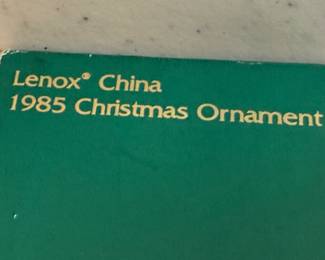 Lenox® China
1985 Christmas Ornament